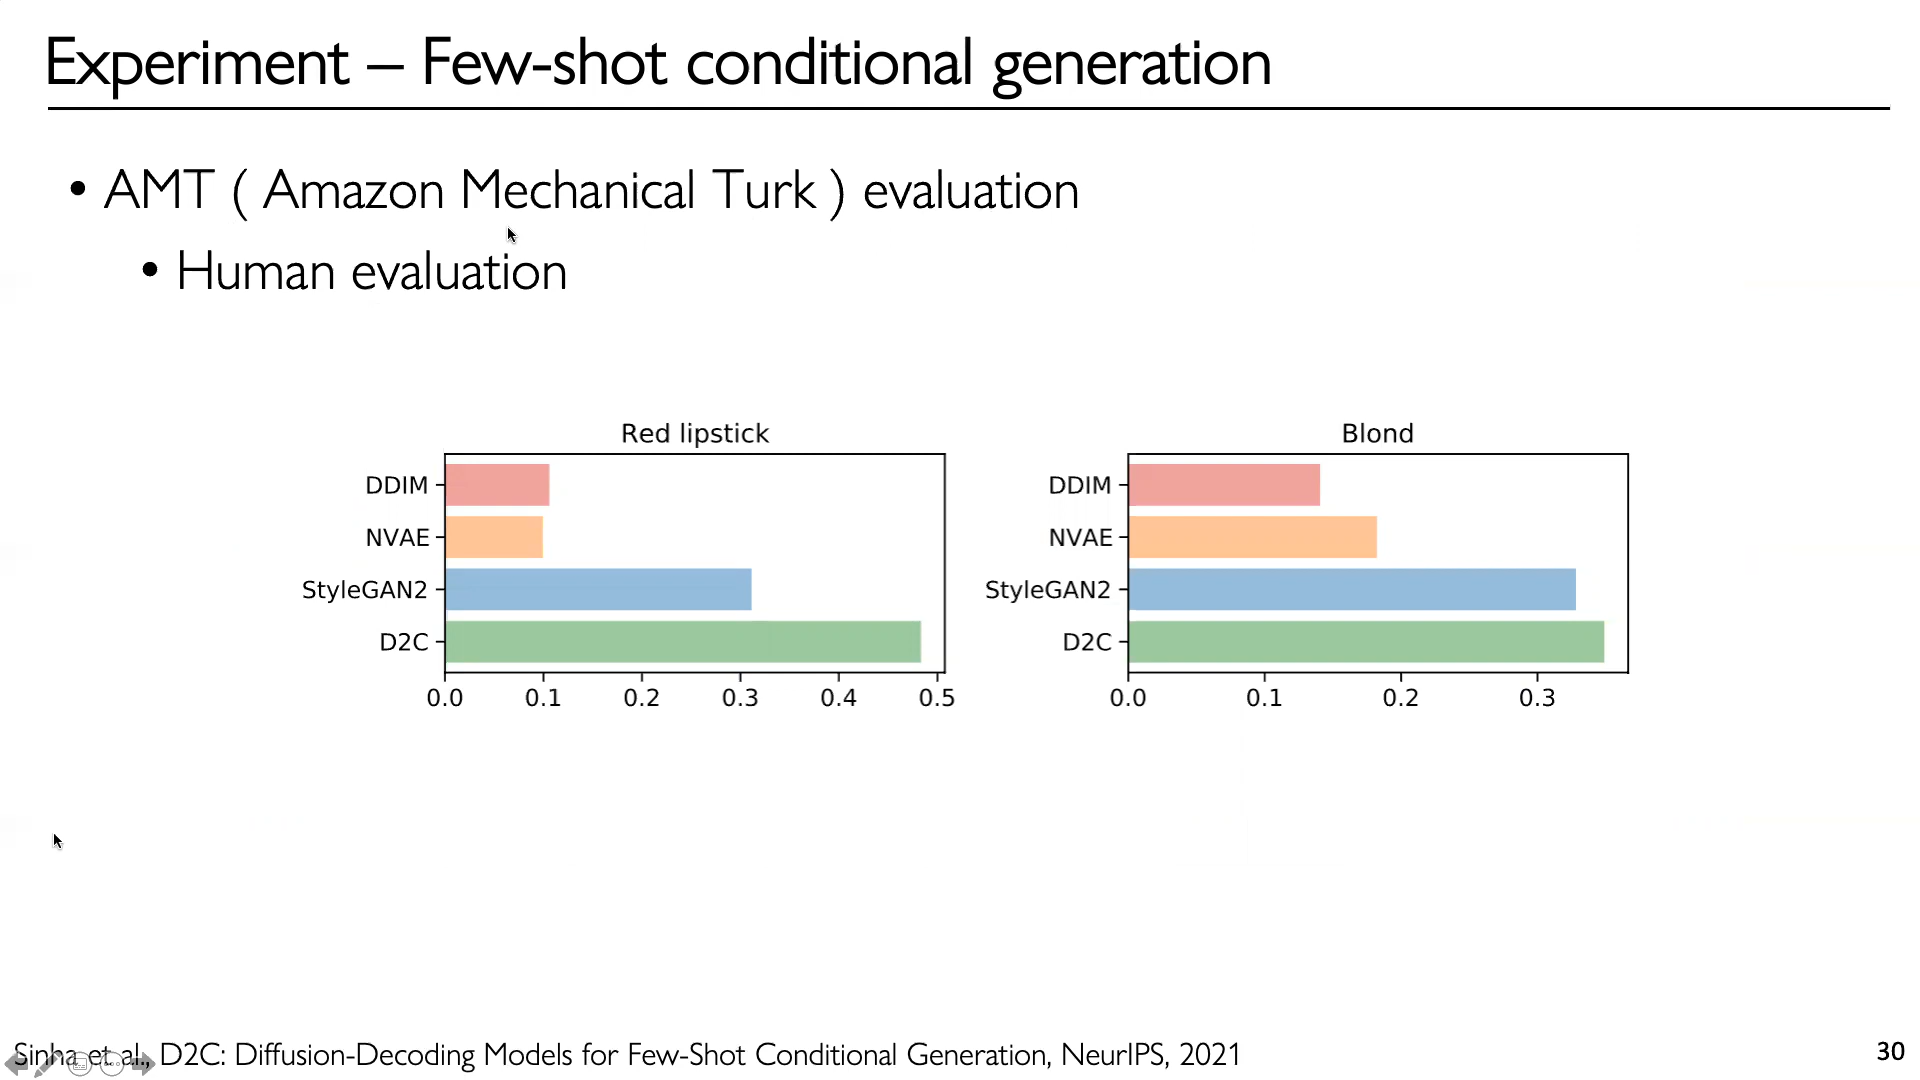 Experiment – Few-shot conditional generation
• AMT ( Amazon Mechanical Turk ) evaluation
• Human evaluation
Red lipstick
DDIM
NVAE
StyleGAN2
D2C
0.0 0.1 0.2 0.3 0.4 0.5
Blond
DDIM
NVAE
StyleGAN2
D2C
0.0 0.1 0.2 0.3
Sinha et al., D2C: Diffusion-Decoding Models for Few-Shot Conditional Generation, NeurIPS, 2021
30